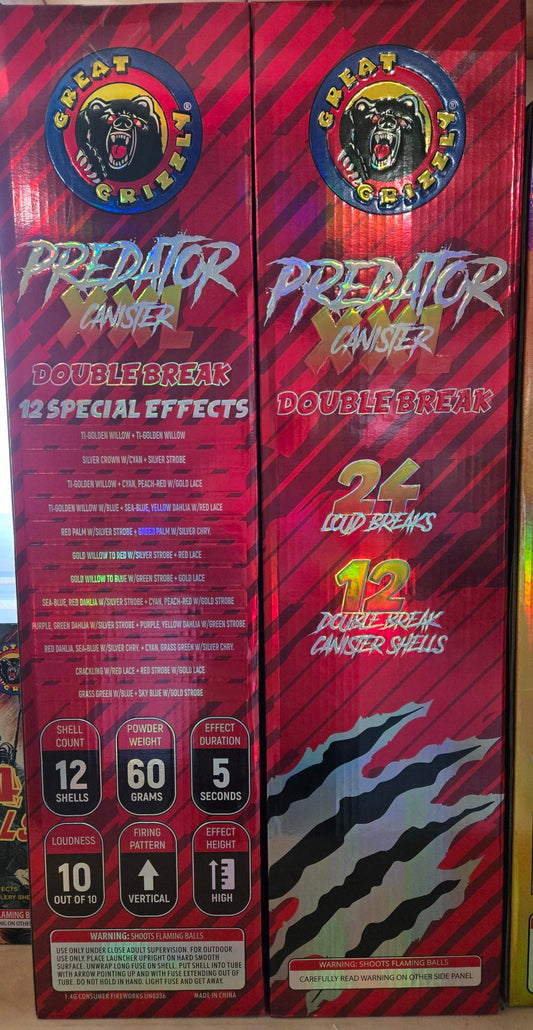 GREAT
GRIZZLY®
PREDATOR
XXL
CANISTER
DOUBLE BREAK
12 SPECIAL EFFECTS
TI-GOLDEN WILLOW + TI-GOLDEN WILLOW
SILVER CROWN W/CYAN + SILVER STROBE
TI-GOLDEN WILLOW + CYAN, PEACH-RED W/GOLD LACE
TI-GOLDEN WILLOW W/BLUE + SEA-BLUE, YELLOW DAHLIA W/RED LACE
RED PALM W/SILVER STROBE + GREEN PALM W/SILVER CHRY.
GOLD WILLOW TO RED W/SILVER STROBE + RED LACE
GOLD WILLOW TO BLUE W/GREEN STROBE + GOLD LACE
SEA-BLUE, RED DAHLIA W/SILVER STROBE + CYAN, PEACH-RED W/GOLD STROBE
PURPLE, GREEN DAHLIA W/SILVER STROBE + PURPLE, YELLOW DAHLIA W/GREEN STROBE
RED DAHLIA, SEA-BLUE W/SILVER CHRY. + CYAN, GRASS GREEN W/SILVER CHRY.
CRACKLING W/RED LACE + RED STROBE W/GOLD LACE
GRASS GREEN W/BLUE + SKY BLUE W/GOLD STROBE
SHELL
COUNT
12
SHELLS
POWDER
WEIGHT
60
GRAMS
EFFECT
DURATION
5
SECONDS
LOUDNESS
10
OUT OF 10
FIRING
PATTERN
VERTICAL
EFFECT
HEIGHT
HIGH
WARNING: SHOOTS FLAMING BALLS
USE ONLY UNDER CLOSE ADULT SUPERVISION. FOR OUTDOOR
USE ONLY. PLACE LAUNCHER UPRIGHT ON HARD SMOOTH
SURFACE. UNWRAP LONG FUSE ON SHELL. PUT SHELL INTO TUBE
WITH ARROW POINTING UP AND WITH FUSE EXTENDING OUT OF
TUBE. DO NOT HOLD IN HAND. LIGHT FUSE AND GET AWAY.
1.4G CONSUMER FIREWORKS UN0336 MADE IN CHINA
GREAT
GRIZZLY®
PREDATOR
XXL
CANISTER
DOUBLE BREAK
24
LOUD BREAKS
12
DOUBLE BREAK
CANISTER SHELLS
WARNING: SHOOTS FLAMING BALLS
CAREFULLY READ WARNING ON OTHER SIDE PANEL